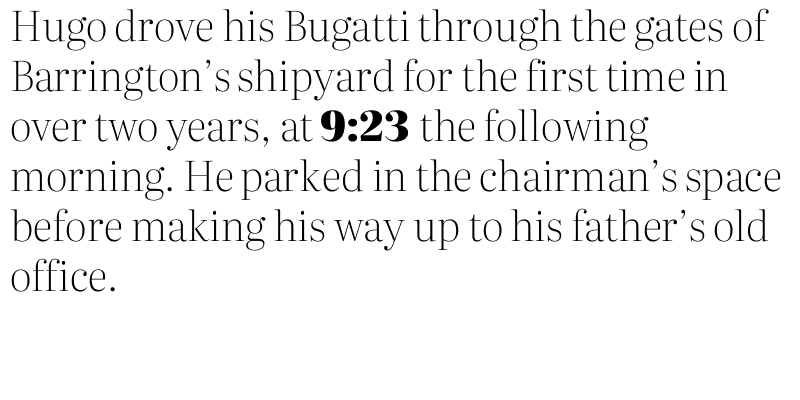 Hugo drove his Bugatti through the gates of
Barrington’s shipyard for the first time in
over two years, at 9:23 the following
morning. He parked in the chairman’s space
before making his way up to his father’s old
office.